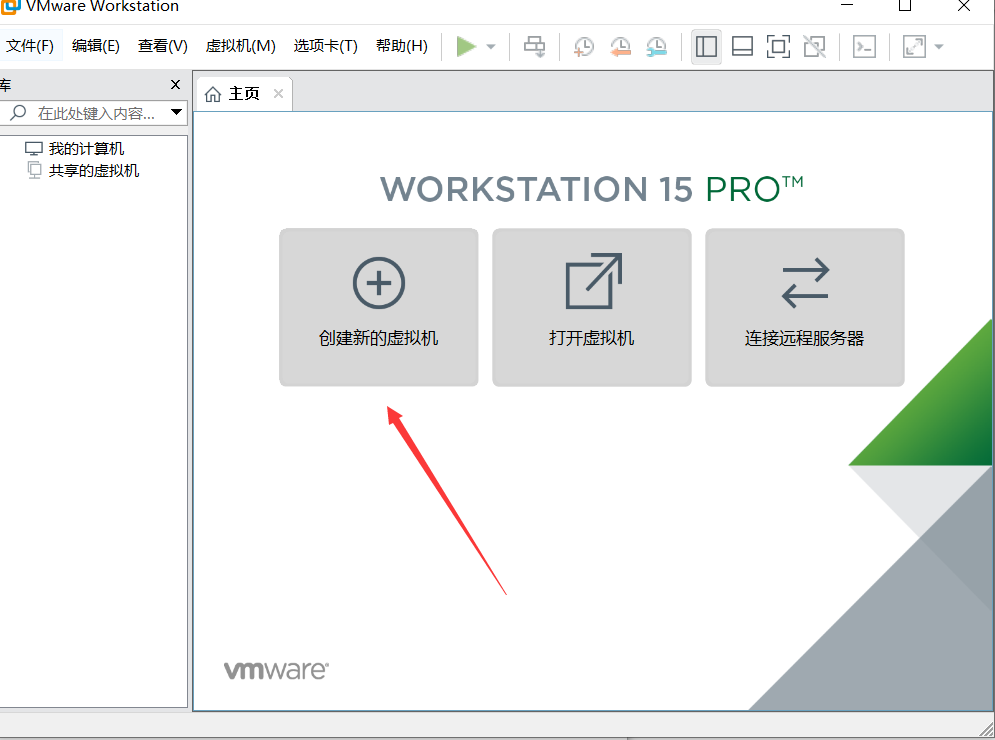 VMware Workstation
文件(F) 编辑(E) 查看(V) 虚拟机(M) 选项卡(T) 帮助(H)
库
主页
在此处键入内容...
我的计算机
共享的虚拟机
WORKSTATION 15 PRO™
创建新的虚拟机
打开虚拟机
连接远程服务器
vmware®